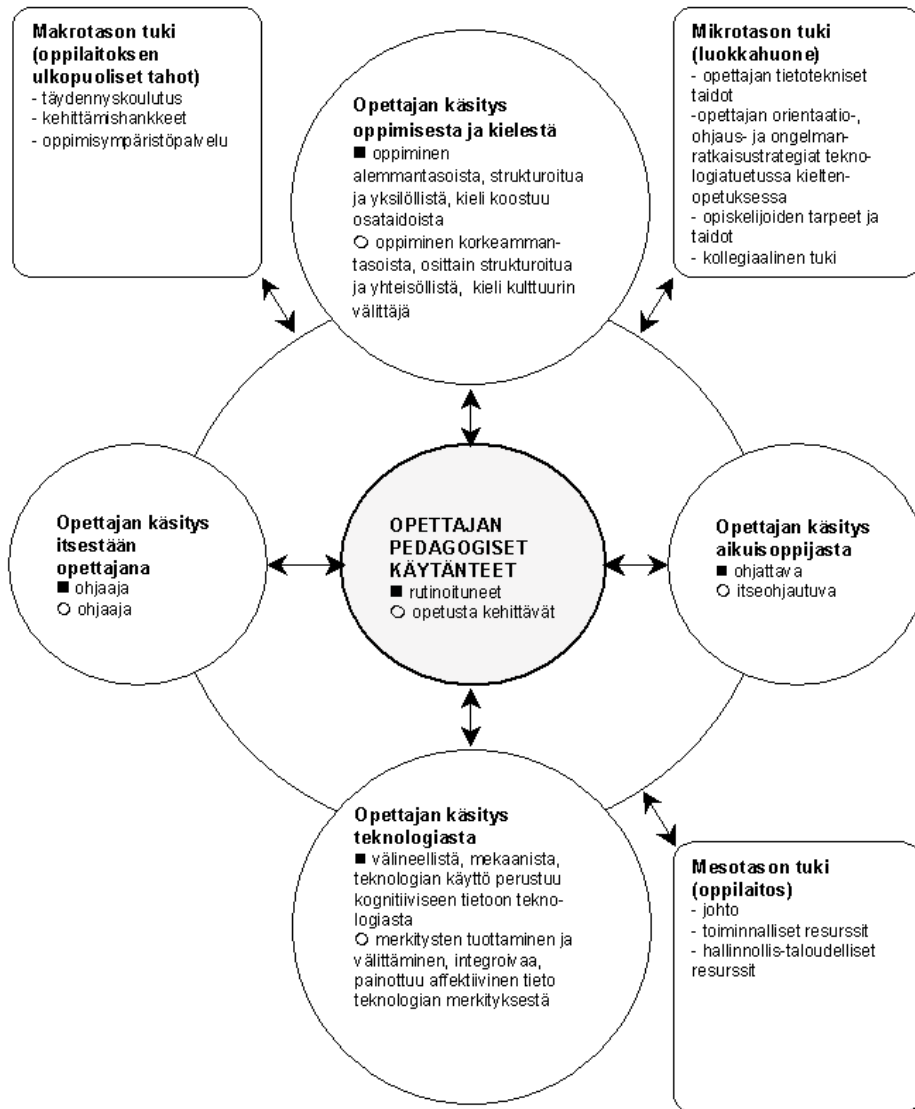 Makrotason tuki
(oppilaitoksen
ulkopuoliset tahot)
- täydennyskoulutus
- kehittämishankkeet
- oppimisympäristöpalvelu
Mikrotason tuki
(luokkahuone)
- opettajan tietotekniset
taidot
-opettajan orientaatio-,
ohjaus- ja ongelman-
ratkaisustrategiat tekno-
logiatuetussa kielten-
opetuksessa
- opiskelijoiden tarpeet ja
taidot
- kollegiaalinen tuki
Opettajan käsitys
oppimisesta ja kielestä
■ oppiminen
alemmantasoista, strukturoitua
ja yksilöllistä, kieli koostuu
osataidoista
○ oppiminen korkeamman-
tasoista, osittain strukturoitua
ja yhteisöllistä, kieli kulttuurin
välittäjä
Opettajan käsitys
itsestään
opettajana
■ ohjaaja
○ ohjaaja
OPETTAJAN
PEDAGOGISET
KÄYTÄNTEET
■ rutinoituneet
○ opetusta kehittävät
Opettajan käsitys
aikuisoppijasta
■ ohjattava
○ itseohjautuva
Opettajan käsitys
teknologiasta
■ välineellistä, mekaanista,
teknologian käyttö perustuu
kognitiiviseen tietoon tekno-
logiasta
○ merkitysten tuottaminen ja
välittäminen, integroivaa,
painottuu affektiivinen tieto
teknologian merkityksestä
Mesotason tuki
(oppilaitos)
- johto
- toiminnalliset resurssit
- hallinnollis-taloudelliset
resurssit